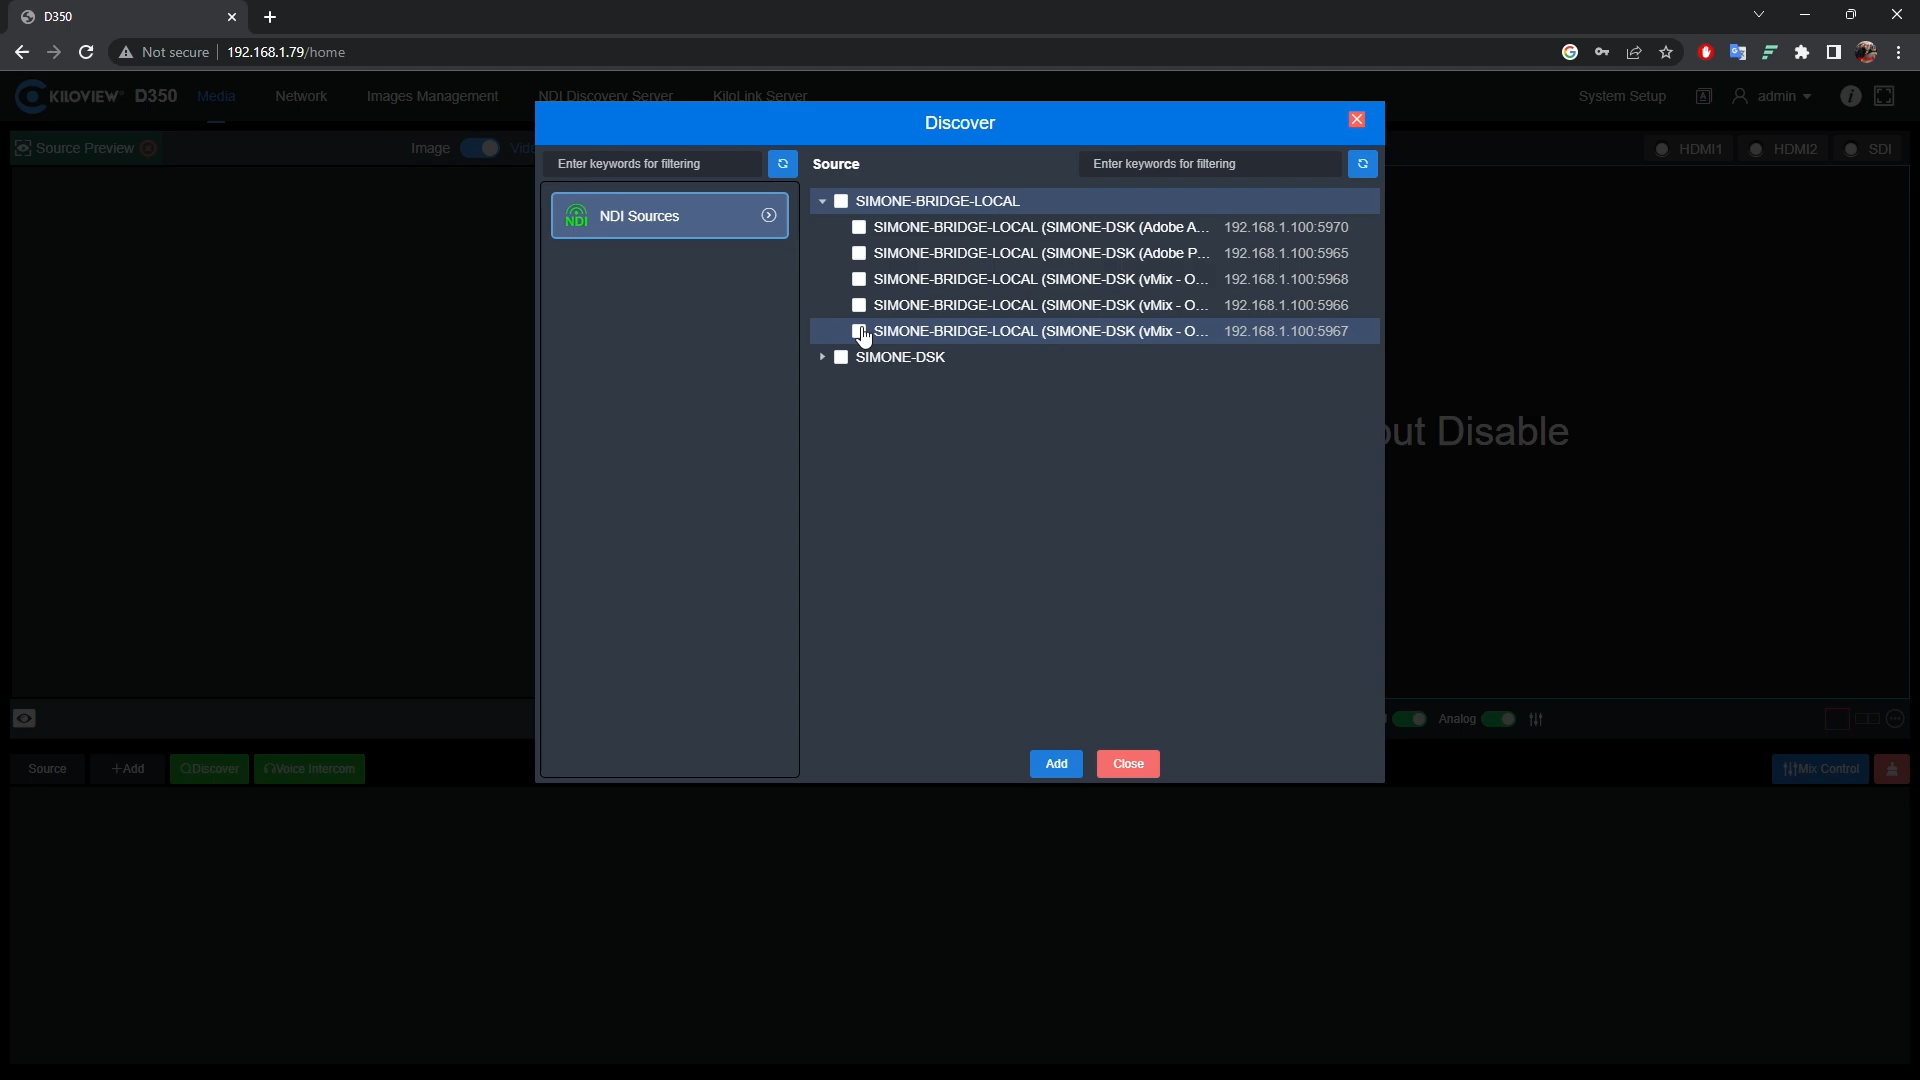 D350
Not secure 192.168.1.79/home
KILOVIEW D350 Media Network Images Management NDI Discovery Server KiloLink Server System Setup admin
Discover
Source Preview Image HDMI1 HDMI2 SDI
Enter keywords for filtering Source Enter keywords for filtering
NDI NDI Sources
SIMONE-BRIDGE-LOCAL
SIMONE-BRIDGE-LOCAL (SIMONE-DSK (Adobe A... 192.168.1.100:5970
SIMONE-BRIDGE-LOCAL (SIMONE-DSK (Adobe P... 192.168.1.100:5965
SIMONE-BRIDGE-LOCAL (SIMONE-DSK (vMix - O... 192.168.1.100:5968
SIMONE-BRIDGE-LOCAL (SIMONE-DSK (vMix - O... 192.168.1.100:5966
SIMONE-BRIDGE-LOCAL (SIMONE-DSK (vMix - O... 192.168.1.100:5967
SIMONE-DSK
Disable
Analog
Add Close
Source +Add Discover Voice Intercom Mix Control